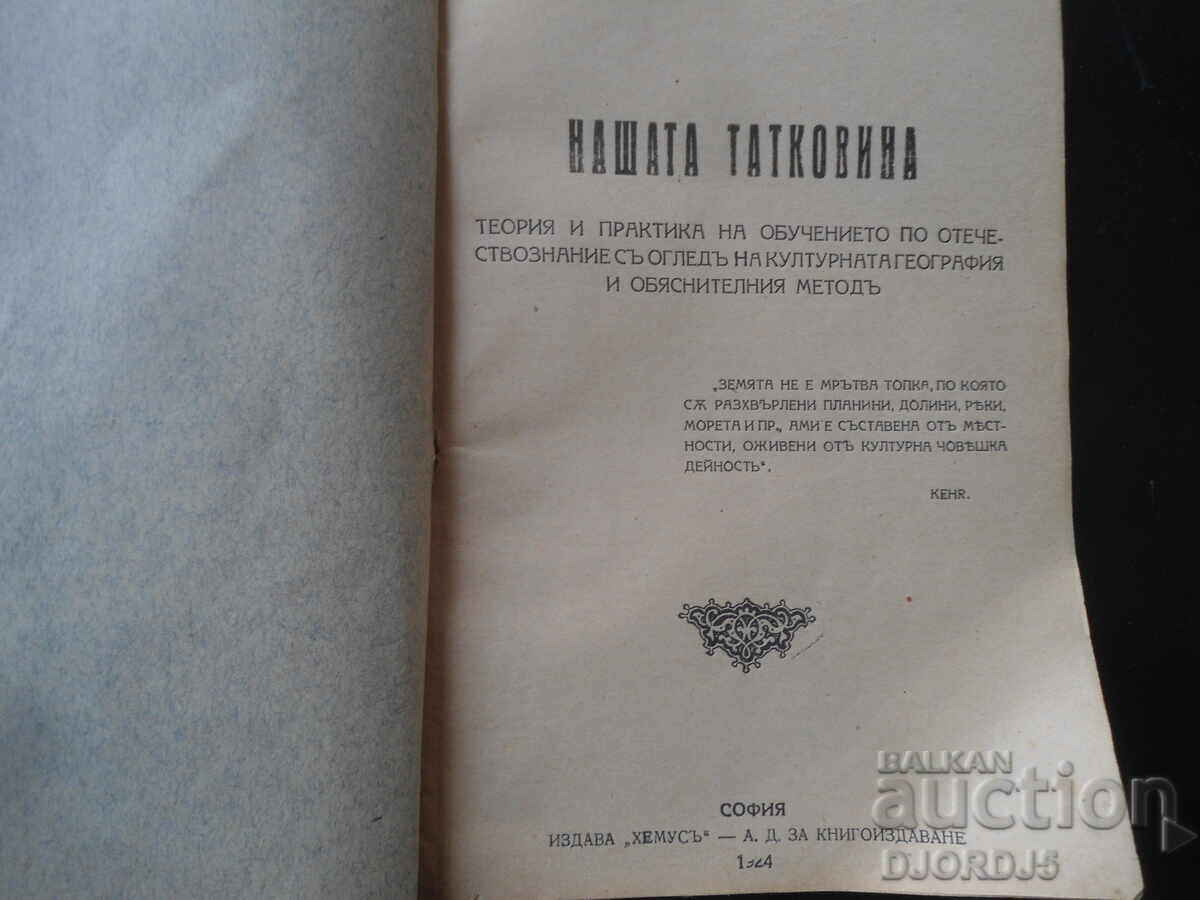 НАШАТА ТАТКОВИНА
ТЕОРИЯ И ПРАКТИКА НА ОБУЧЕНИЕТО ПО ОТЕЧЕ-
СТВОЗНАНИЕ СЪ ОГЛЕДЪ НА КУЛТУРНАТА ГЕОГРАФИЯ
И ОБЯСНИТЕЛНИЯ МЕТОДЪ
„ЗЕМЯТА НЕ Е МРЪТВА ТОПКА, ПО КОЯТО
СѪ РАЗХВЪРЛЕНИ ПЛАНИНИ, ДОЛИНИ, РѢКИ,
МОРЕТА И ПР., АМИ Е СЪСТАВЕНА ОТЪ МѢСТ-
НОСТИ, ОЖИВЕНИ ОТЪ КУЛТУРНА ЧОВѢШКА
ДЕЙНОСТЬ“.
КЕНR.
СОФИЯ
ИЗДАВА „ХЕМУСЪ“ — А. Д. ЗА КНИГОИЗДАВАНЕ
1924
BALKAN
auction
DJORDJ5